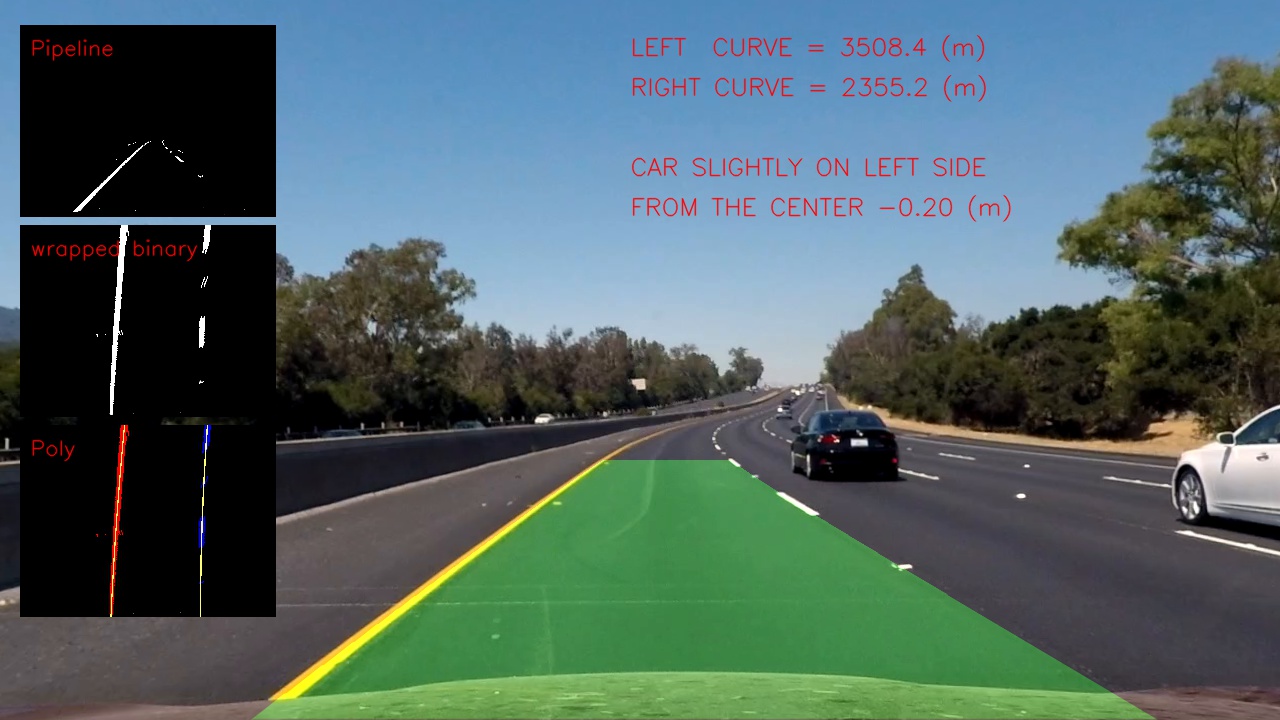 Pipeline
wrapped binary
Poly
LEFT CURVE = 3508.4 (m)
RIGHT CURVE = 2355.2 (m)
CAR SLIGHTLY ON LEFT SIDE
FROM THE CENTER -0.20 (m)